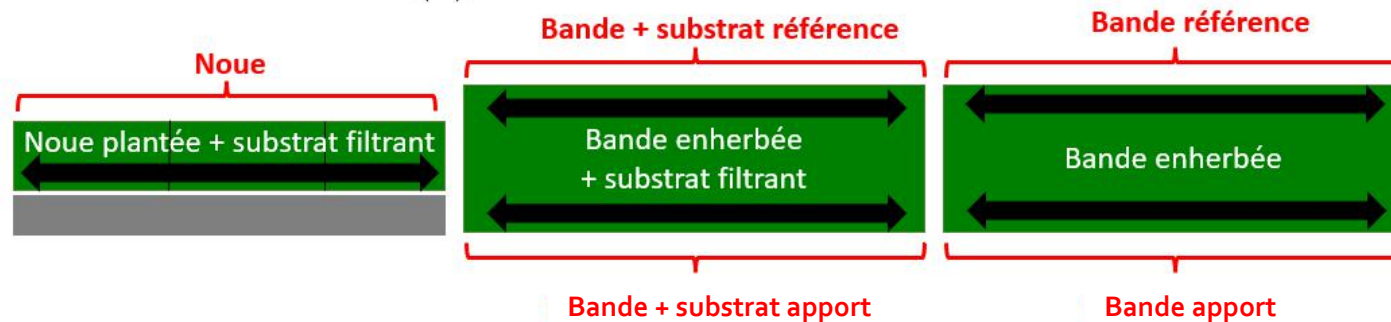 Noue
Bande + substrat référence
Bande référence
Noue plantée + substrat filtrant
Bande enherbée
+ substrat filtrant
Bande enherbée
Bande + substrat apport
Bande apport